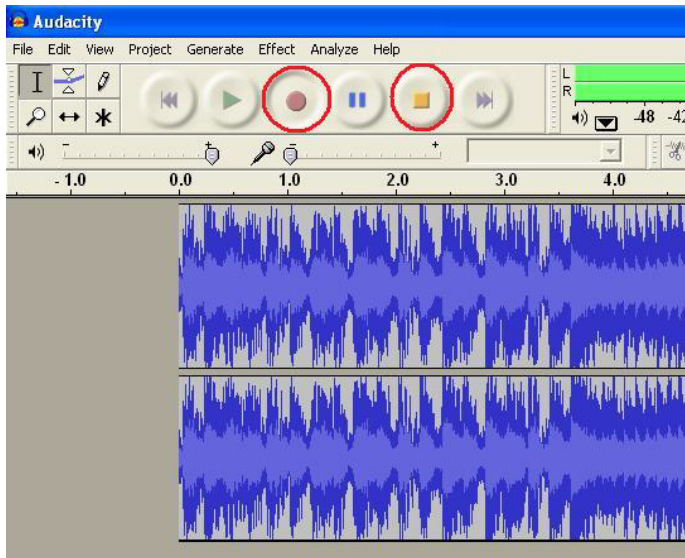 Audacity
File Edit View Project Generate Effect Analyze Help
L
R
-48 -42
- +
- +
- 1.0 0.0 1.0 2.0 3.0 4.0